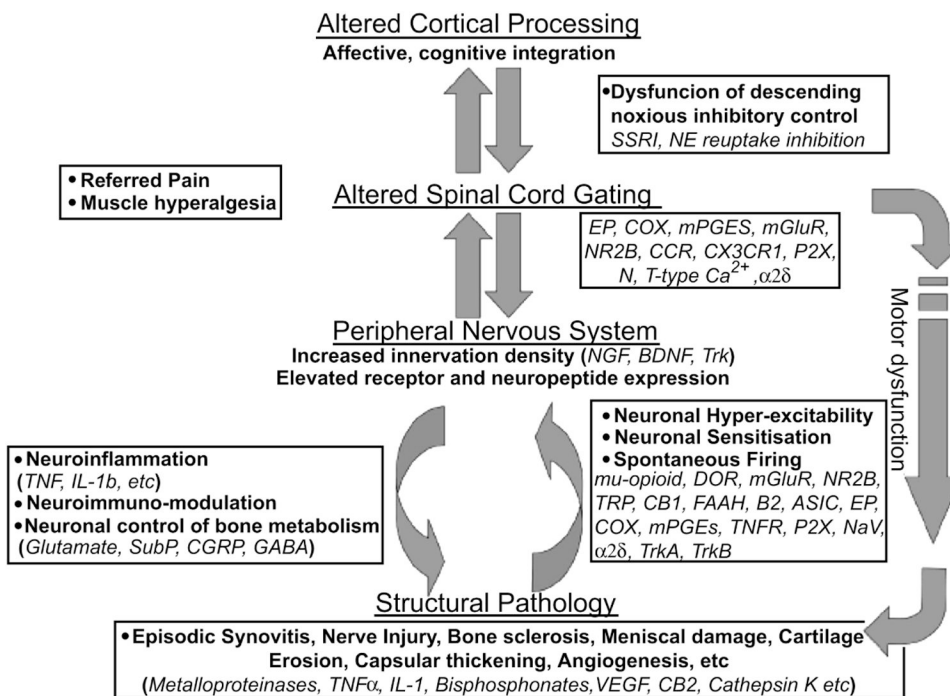 Altered Cortical Processing
Affective, cognitive integration
•Dysfuncion of descending
noxious inhibitory control
SSRI, NE reuptake inhibition
• Referred Pain
• Muscle hyperalgesia
Altered Spinal Cord Gating
EP, COX, mPGES, mGluR,
NR2B, CCR, CX3CR1, P2X,
N, T-type Ca2+ ,α2δ
Motor dysfunction
Peripheral Nervous System
Increased innervation density (NGF, BDNF, Trk)
Elevated receptor and neuropeptide expression
• Neuronal Hyper-excitability
• Neuronal Sensitisation
• Spontaneous Firing
mu-opioid, DOR, mGluR, NR2B,
TRP, CB1, FAAH, B2, ASIC, EP,
COX, mPGEs, TNFR, P2X, NaV,
α2δ, TrkA, TrkB
•Neuroinflammation
(TNF, IL-1b, etc)
•Neuroimmuno-modulation
•Neuronal control of bone metabolism
(Glutamate, SubP, CGRP, GABA)
Structural Pathology
•Episodic Synovitis, Nerve Injury, Bone sclerosis, Meniscal damage, Cartilage
Erosion, Capsular thickening, Angiogenesis, etc
(Metalloproteinases, TNFα, IL-1, Bisphosphonates,VEGF, CB2, Cathepsin K etc)